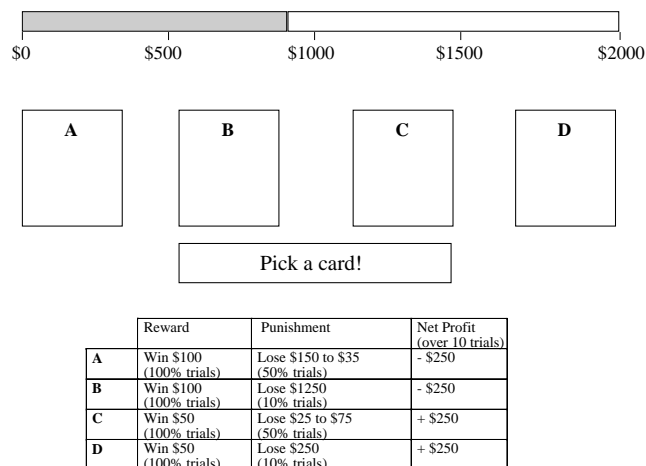 $0 $500 $1000 $1500 $2000
A B C D
Pick a card!
Reward Punishment Net Profit
(over 10 trials)
A Win $100 Lose $150 to $35 - $250
(100% trials) (50% trials)
B Win $100 Lose $1250 - $250
(100% trials) (10% trials)
C Win $50 Lose $25 to $75 + $250
(100% trials) (50% trials)
D Win $50 Lose $250 + $250
(100% trials) (10% trials)